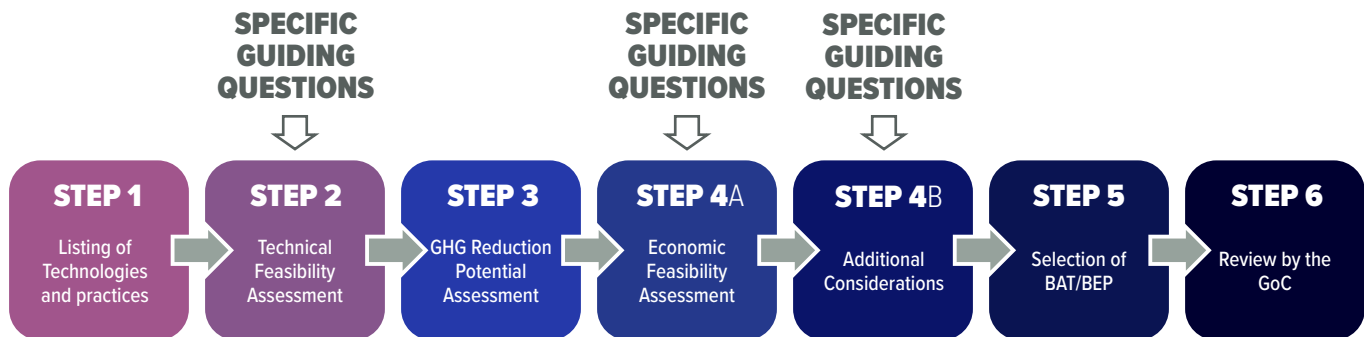 SPECIFIC
GUIDING
QUESTIONS
SPECIFIC
GUIDING
QUESTIONS
SPECIFIC
GUIDING
QUESTIONS
STEP 1
Listing of
Technologies
and practices
STEP 2
Technical
Feasibility
Assessment
STEP 3
GHG Reduction
Potential
Assessment
STEP 4A
Economic
Feasibility
Assessment
STEP 4B
Additional
Considerations
STEP 5
Selection of
BAT/BEP
STEP 6
Review by the
GoC